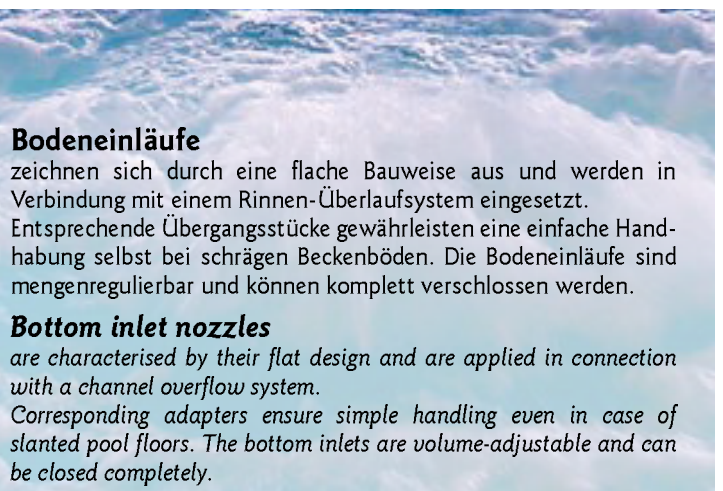 Bodeneinläufe
zeichnen sich durch eine flache Bauweise aus und werden in
Verbindung mit einem Rinnen-Überlaufsystem eingesetzt.
Entsprechende Übergangsstücke gewährleisten eine einfache Hand-
habung selbst bei schrägen Beckenböden. Die Bodeneinläufe sind
mengenregulierbar und können komplett verschlossen werden.
Bottom inlet nozzles
are characterised by their flat design and are applied in connection
with a channel overflow system.
Corresponding adapters ensure simple handling even in case of
slanted pool floors. The bottom inlets are volume-adjustable and can
be closed completely.